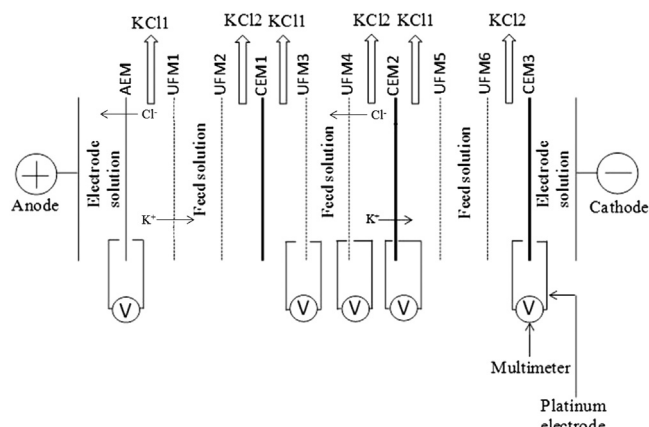 KCl1 KCl2 KCl1 KCl2 KCl1 KCl2
AEM
UFM1
UFM2
CEM1
UFM3
UFM4
CEM2
UFM5
UFM6
CEM3
Cl-
Cl-
Electrode
solution
Feed solution
Feed solution
Feed solution
Electrode
solution
Anode
Cathode
K+
K+
V
V
V
V
V
Multimeter
Platinum
electrode